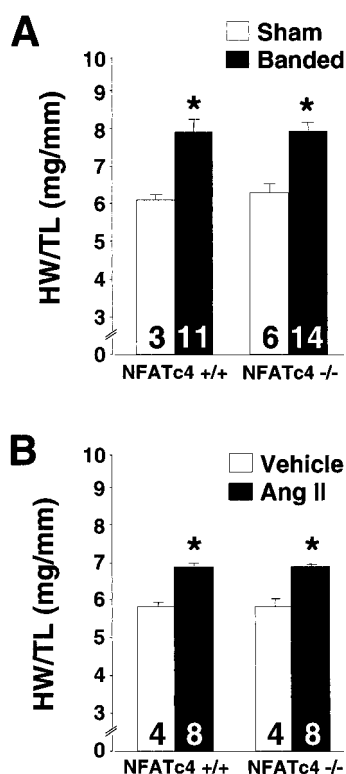 A
Sham
Banded
HW/TL (mg/mm)
10
9
8
7
6
5
4
3
0
*
*
3 11 6 14
NFATc4 +/+ NFATc4 -/-
B
Vehicle
Ang II
HW/TL (mg/mm)
10
9
8
7
6
5
4
3
0
*
*
4 8 4 8
NFATc4 +/+ NFATc4 -/-